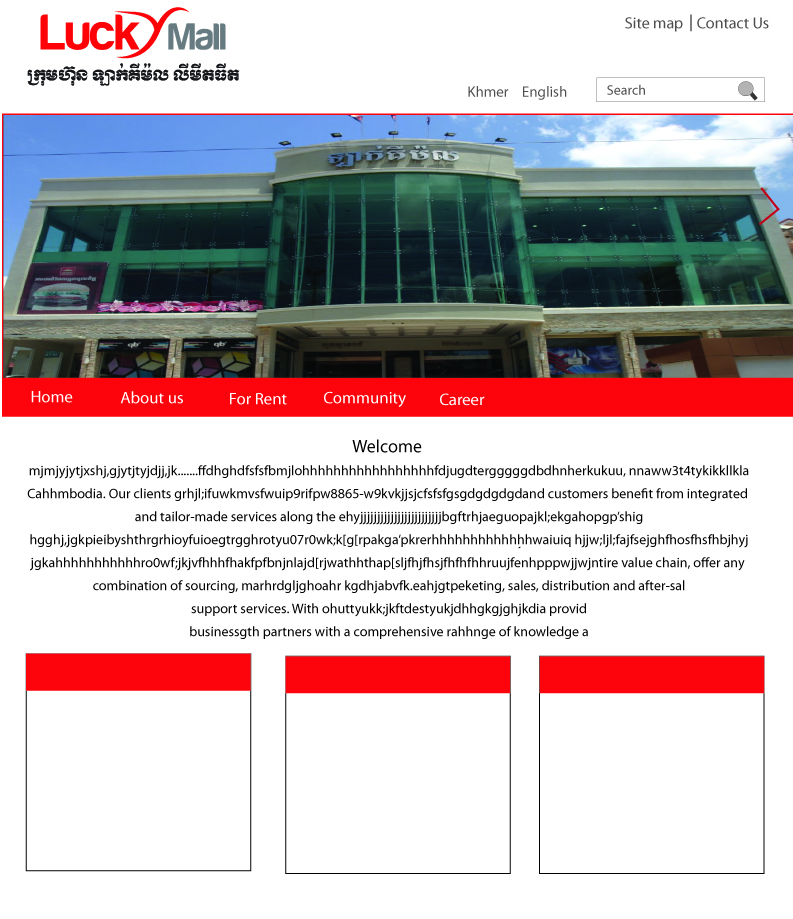 Lucky Mall
Site map | Contact Us
ក្រុមហ៊ុន ឡាក់គីម៉ល លីមីតធីត
Khmer English Search
ឡាក់គីម៉ល
Home About us For Rent Community Career
Welcome
mjmjyjytjxshj,gjytjtyjdjj,jk.......ffdhghdfsfsfbmjlohhhhhhhhhhhhhhhhhfdjugdtergggggdbdhnherkukuu, nnaww3t4tykikkllkla
Cahhmbodia. Our clients grhjl;ifuwkmvsfwuip9rifpw8865-w9kvkjjsjcfsfsfgsgdgdgdgdand customers benefit from integrated
and tailor-made services along the ehyjjjjjjjjjjjjjjjjjjjjjjjjbgftrhjaeguopajkl;ekgahopgp'shig
hgghj,jgkpieibyshthrgrhioyfuioegtrgghrotyu07r0wk;k[g[rpakga'pkrerhhhhhhhhhhhhhwaiuiq hjjw;ljl;fajfsejghfhosfhsfhbjhyj
jgkahhhhhhhhhhhro0wf;jkjvfhhhfhakfpfbnjnlajd[rjwathhthap[sljfhjfhsjfhfhfhhruujfenhpppwjjwjntire value chain, offer any
combination of sourcing, marhrdgljghoahr kgdhjabvfk.eahjgtpeketing, sales, distribution and after-sal
support services. With ohuttyukk;jkftdestyukjdhhgkgjghjkdia provid
businessgth partners with a comprehensive rahhnge of knowledge a